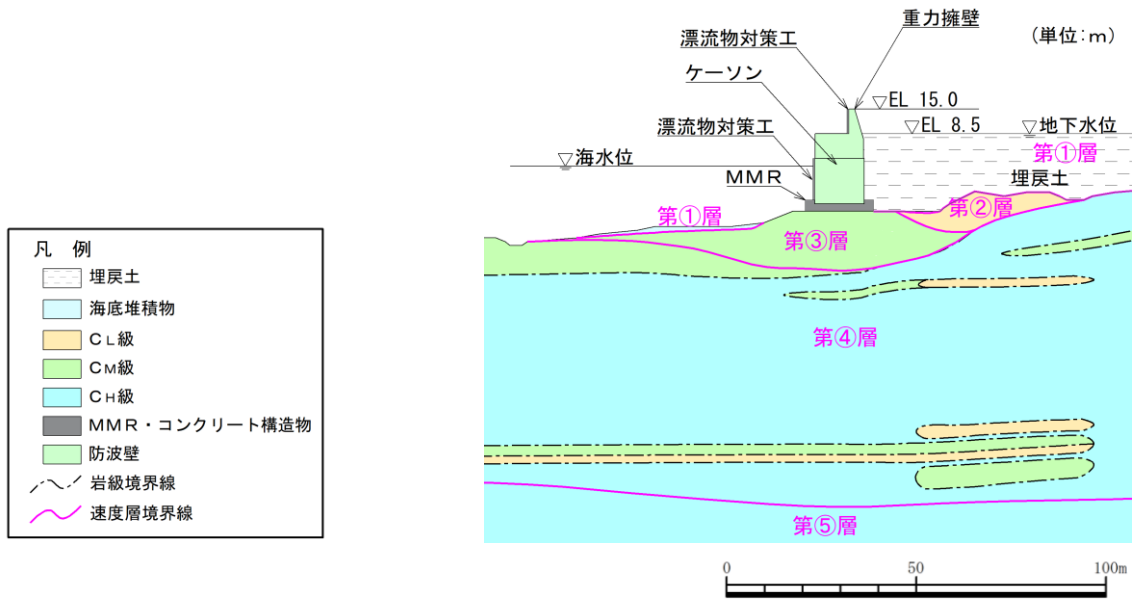 重力擁壁
漂流物対策工
(単位:m)
ケーソン
EL 15.0
漂流物対策工
EL 8.5
地下水位
海水位
第①層
MMR
埋戻土
第①層
第②層
第③層
凡 例
埋戻土
海底堆積物
CL級
CM級
CH級
MMR・コンクリート構造物
防波壁
岩級境界線
速度層境界線
第④層
第⑤層
0 50 100m